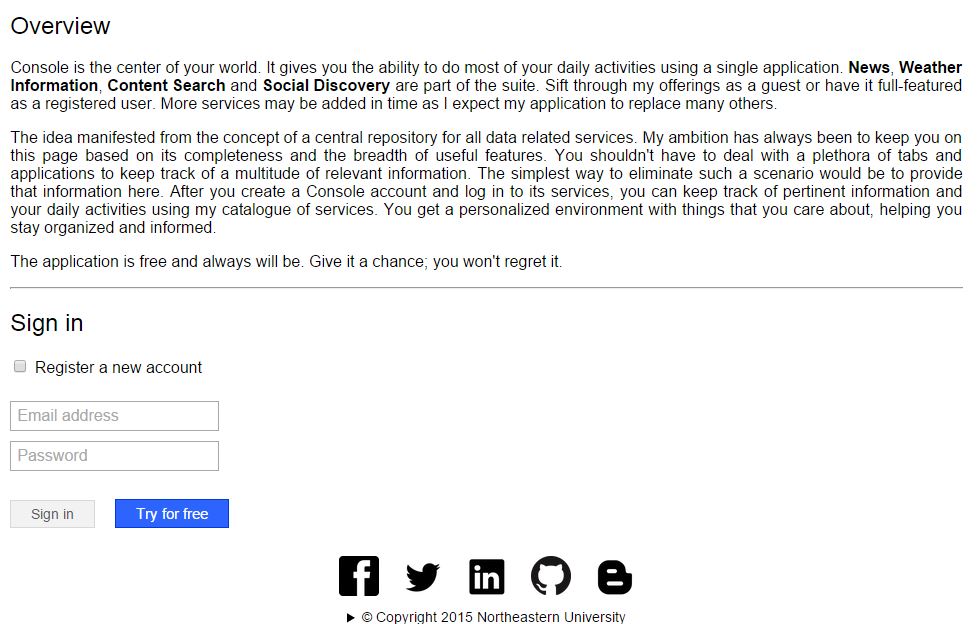 Overview
Console is the center of your world. It gives you the ability to do most of your daily activities using a single application. News, Weather
Information, Content Search and Social Discovery are part of the suite. Sift through my offerings as a guest or have it full-featured
as a registered user. More services may be added in time as I expect my application to replace many others.
The idea manifested from the concept of a central repository for all data related services. My ambition has always been to keep you on
this page based on its completeness and the breadth of useful features. You shouldn't have to deal with a plethora of tabs and
applications to keep track of a multitude of relevant information. The simplest way to eliminate such a scenario would be to provide
that information here. After you create a Console account and log in to its services, you can keep track of pertinent information and
your daily activities using my catalogue of services. You get a personalized environment with things that you care about, helping you
stay organized and informed.
The application is free and always will be. Give it a chance; you won't regret it.
Sign in
Register a new account
Email address
Password
Sign in Try for free
© Copyright 2015 Northeastern University